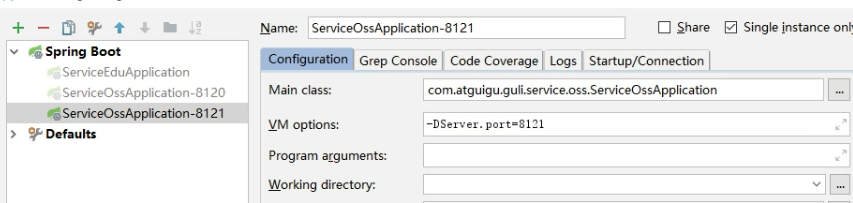 Name: ServiceOssApplication-8121 Share Single instance only
Spring Boot
ServiceEduApplication
ServiceOssApplication-8120
ServiceOssApplication-8121
Defaults
Configuration Grep Console Code Coverage Logs Startup/Connection
Main class: com.atguigu.guli.service.oss.ServiceOssApplication ...
VM options: -DServer.port=8121
Program arguments:
Working directory: ...